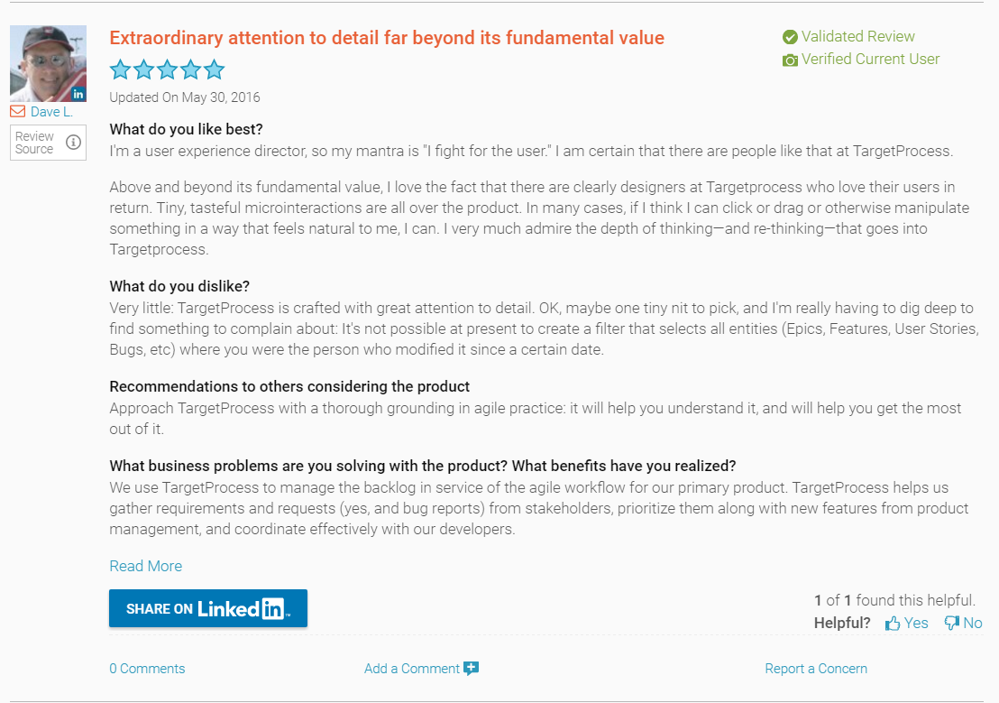 Extraordinary attention to detail far beyond its fundamental value
Validated Review
Verified Current User
Updated On May 30, 2016
in
Dave L.
Review
Source
What do you like best?
I'm a user experience director, so my mantra is "I fight for the user." I am certain that there are people like that at TargetProcess.
Above and beyond its fundamental value, I love the fact that there are clearly designers at Targetprocess who love their users in
return. Tiny, tasteful microinteractions are all over the product. In many cases, if I think I can click or drag or otherwise manipulate
something in a way that feels natural to me, I can. I very much admire the depth of thinking—and re-thinking—that goes into
Targetprocess.
What do you dislike?
Very little: TargetProcess is crafted with great attention to detail. OK, maybe one tiny nit to pick, and I'm really having to dig deep to
find something to complain about: It's not possible at present to create a filter that selects all entities (Epics, Features, User Stories,
Bugs, etc) where you were the person who modified it since a certain date.
Recommendations to others considering the product
Approach TargetProcess with a thorough grounding in agile practice: it will help you understand it, and will help you get the most
out of it.
What business problems are you solving with the product? What benefits have you realized?
We use TargetProcess to manage the backlog in service of the agile workflow for our primary product. TargetProcess helps us
gather requirements and requests (yes, and bug reports) from stakeholders, prioritize them along with new features from product
management, and coordinate effectively with our developers.
Read More
SHARE ON Linked in ™
1 of 1 found this helpful.
Helpful? Yes No
0 Comments
Add a Comment
Report a Concern